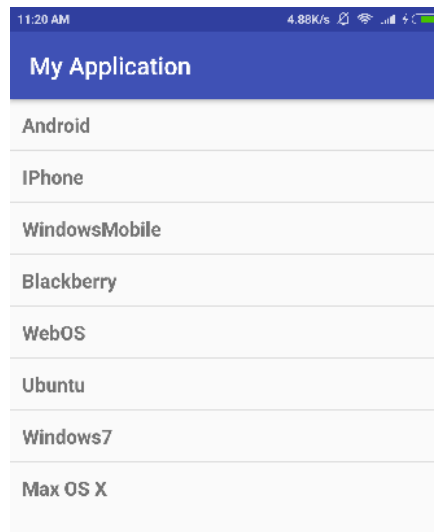 11:20 AM 4.88K/s
My Application
Android
IPhone
WindowsMobile
Blackberry
WebOS
Ubuntu
Windows7
Max OS X